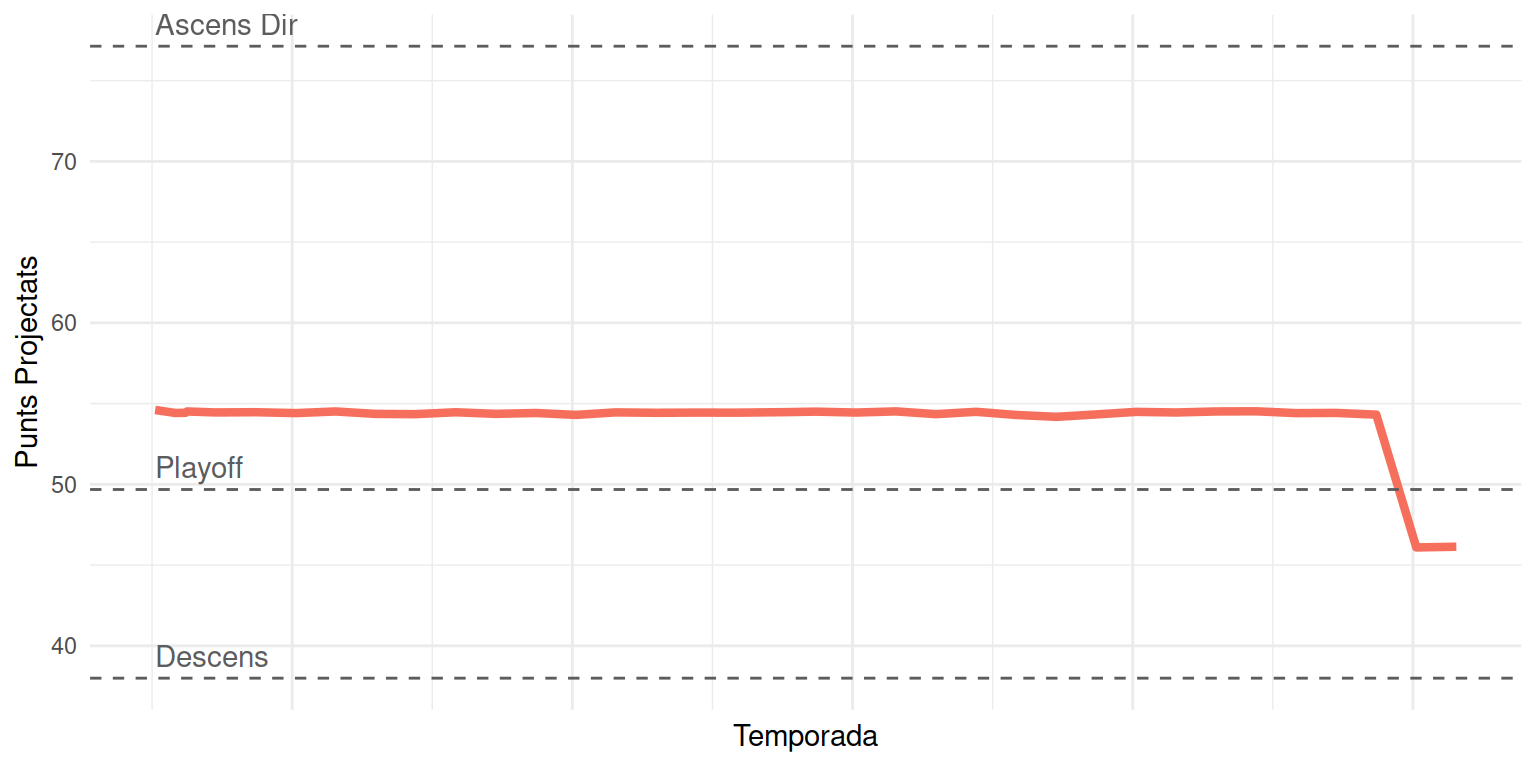 Ascens Dir
70
60
Punts Projectats
Playoff
50
40
Descens
Temporada